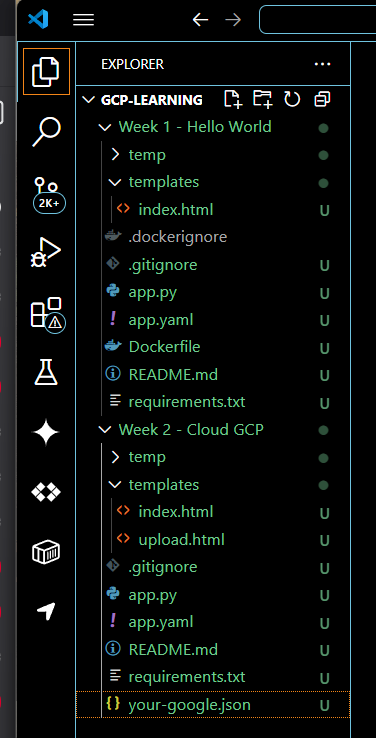 EXPLORER
GCP-LEARNING
Week 1 - Hello World
temp
templates
index.html U
.dockerignore
.gitignore U
app.py U
app.yaml U
Dockerfile U
README.md U
requirements.txt U
Week 2 - Cloud GCP
temp
templates
index.html U
upload.html U
.gitignore U
app.py U
app.yaml U
README.md U
requirements.txt U
your-google.json U
2K+